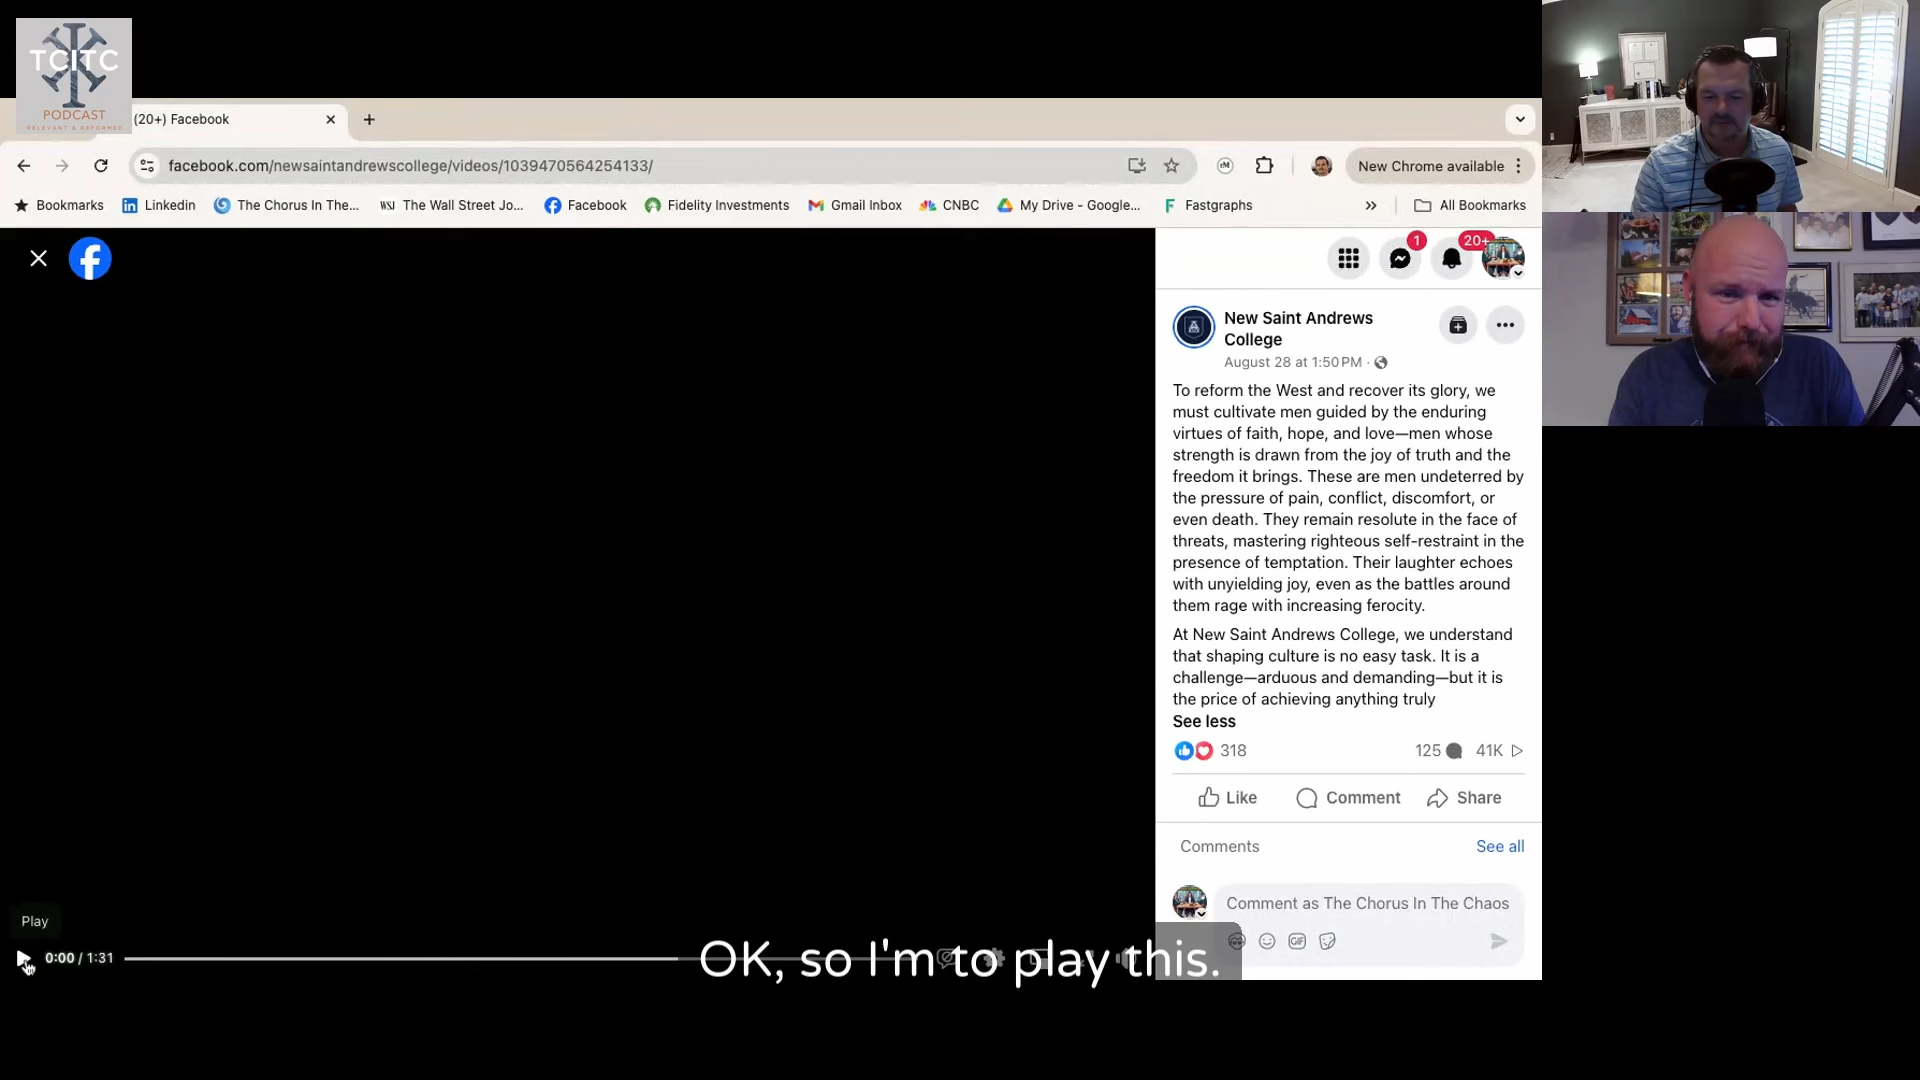 TCITC
PODCAST
RELEVANT & REFORMED
(20+) Facebook
facebook.com/newsaintandrewscollege/videos/1039470564254133/
New Chrome available
Bookmarks
Linkedin
The Chorus In The...
WSJ The Wall Street Jo...
Facebook
Fidelity Investments
Gmail Inbox
CNBC
My Drive - Google...
Fastgraphs
All Bookmarks
1
20+
New Saint Andrews
College
August 28 at 1:50 PM ·
To reform the West and recover its glory, we
must cultivate men guided by the enduring
virtues of faith, hope, and love—men whose
strength is drawn from the joy of truth and the
freedom it brings. These are men undeterred by
the pressure of pain, conflict, discomfort, or
even death. They remain resolute in the face of
threats, mastering righteous self-restraint in the
presence of temptation. Their laughter echoes
with unyielding joy, even as the battles around
them rage with increasing ferocity.
At New Saint Andrews College, we understand
that shaping culture is no easy task. It is a
challenge—arduous and demanding—but it is
the price of achieving anything truly
See less
318
125
41K
Like
Comment
Share
Comments
See all
Comment as The Chorus In The Chaos
GIF
Play
0:00 / 1:31
OK, so I'm to play this.